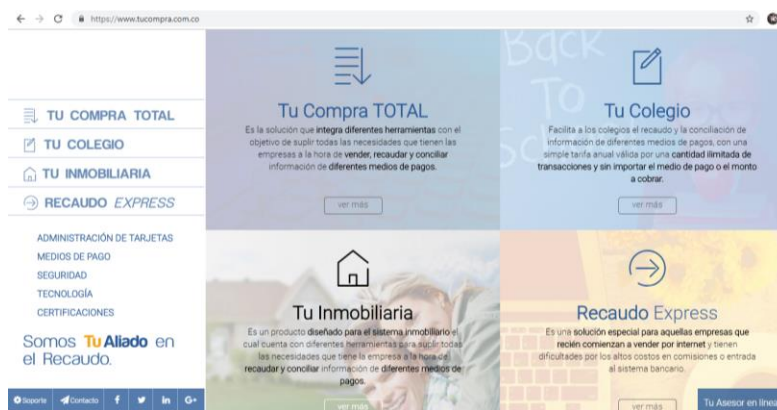 https://www.tucompra.com.co
TU COMPRA TOTAL
TU COLEGIO
TU INMOBILIARIA
RECAUDO EXPRESS
ADMINISTRACIÓN DE TARJETAS
MEDIOS DE PAGO
SEGURIDAD
TECNOLOGÍA
CERTIFICACIONES
Somos Tu Aliado en
el Recaudo.
Soporte
Contacto
Tu Compra TOTAL
Es la solución que integra diferentes herramientas con el
objetivo de suplir todas las necesidades que tienen las
empresas a la hora de vender, recaudar y conciliar
información de diferentes medios de pagos.
ver más
Back
To
Tu Colegio
Facilita a los colegios el recaudo y la conciliación de
información de diferentes medios de pagos, con una
simple tarifa anual válida por una cantidad ilimitada de
transacciones y sin importar el medio de pago o el monto
a cobrar.
ver más
Tu Inmobiliaria
Es un producto diseñado para el sistema inmobiliario el
cual cuenta con diferentes herramientas para suplir todas
las necesidades que tiene la empresa a la hora de
recaudar y conciliar información de diferentes medios de
pagos.
ver más
Recaudo Express
Es una solución especial para aquellas empresas que
recién comienzan a vender por internet y tienen
dificultades por los altos costos en comisiones o entrada
al sistema bancario.
ver más
Tu Asesor en línea